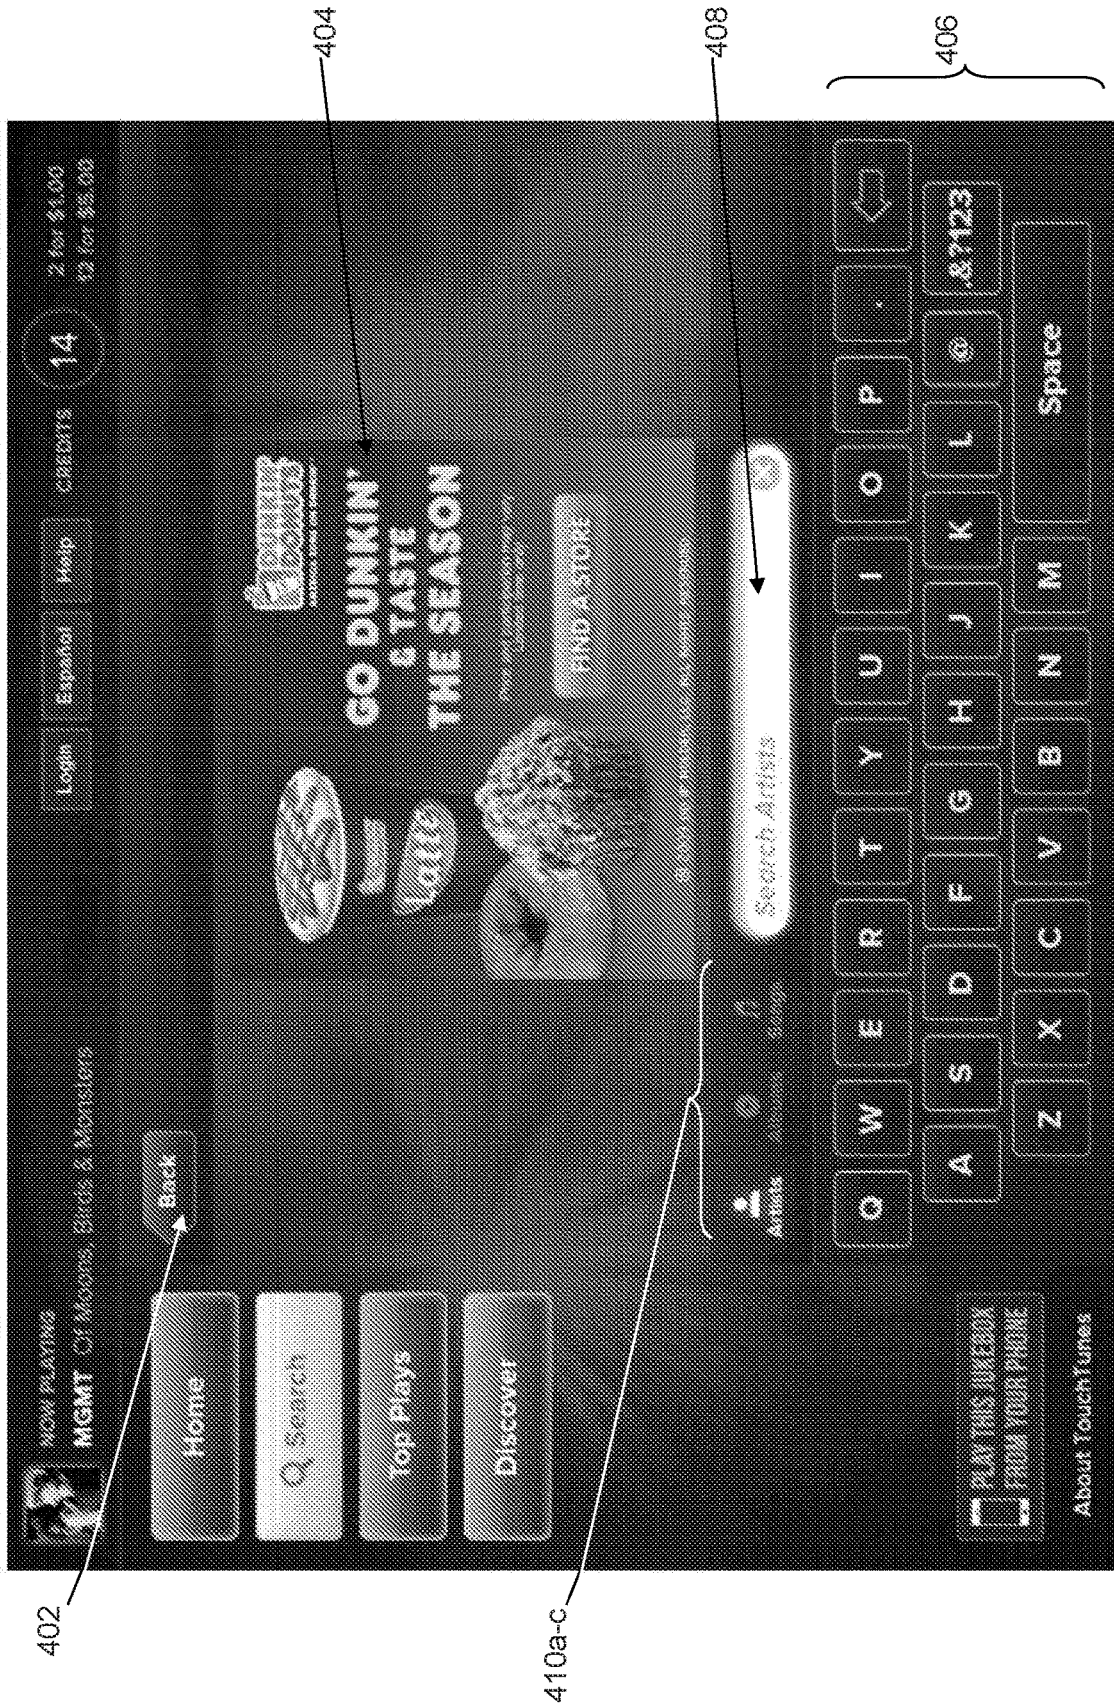 NOW PLAYING
MGMT Of Moons, Birds & Monsters
Login
Español
Help
CREDITS
14
2 for $1.00
12 for $5.00
402
Back
404
Home
Search
Top Plays
Discover
Latte
GO DUNKIN'
& TASTE
THE SEASON
FIND A STORE
410a-c
Artists
Songs
Search Artists
408
406
Q W E R T Y U I O P .
A S D F G H J K L @ .&?123
Z X C V B N M Space
PLAY THIS JUKEBOX
FROM YOUR PHONE
About TouchTunes